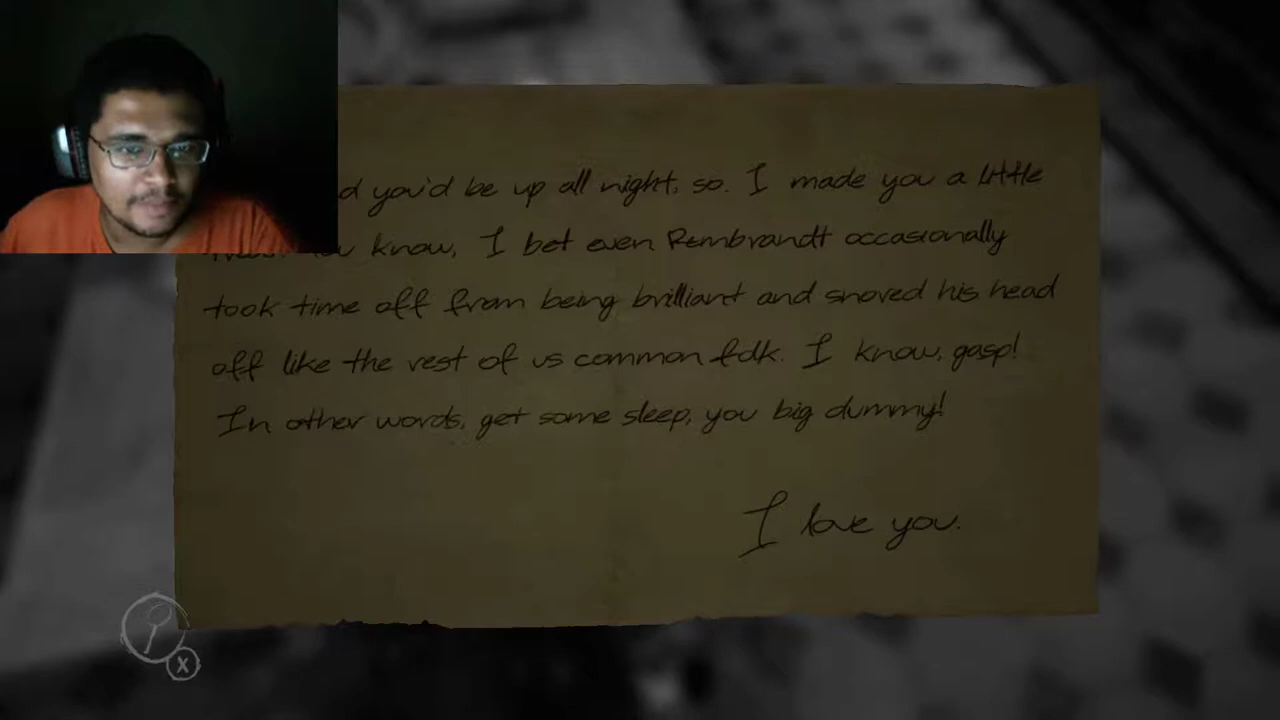 you'd be up all night, so. I made you a little
know, I bet even Rembrandt occasionally
took time off from being brilliant and snored his head
off like the rest of us common folk. I know, gasp!
In other words, get some sleep, you big dummy!
I love you.
X